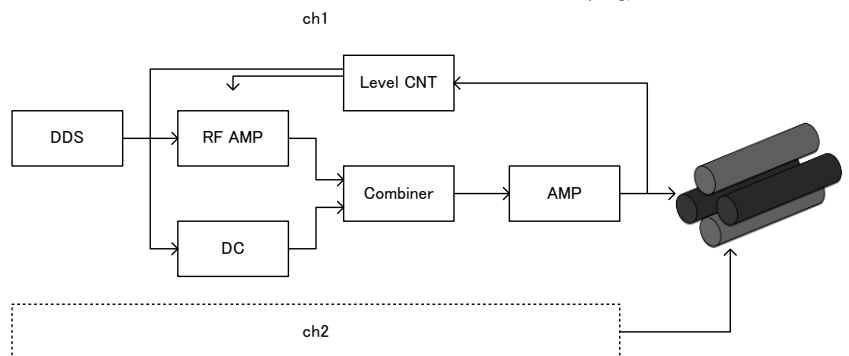 ch1
Level CNT
DDS
RF AMP
Combiner
AMP
DC
ch2